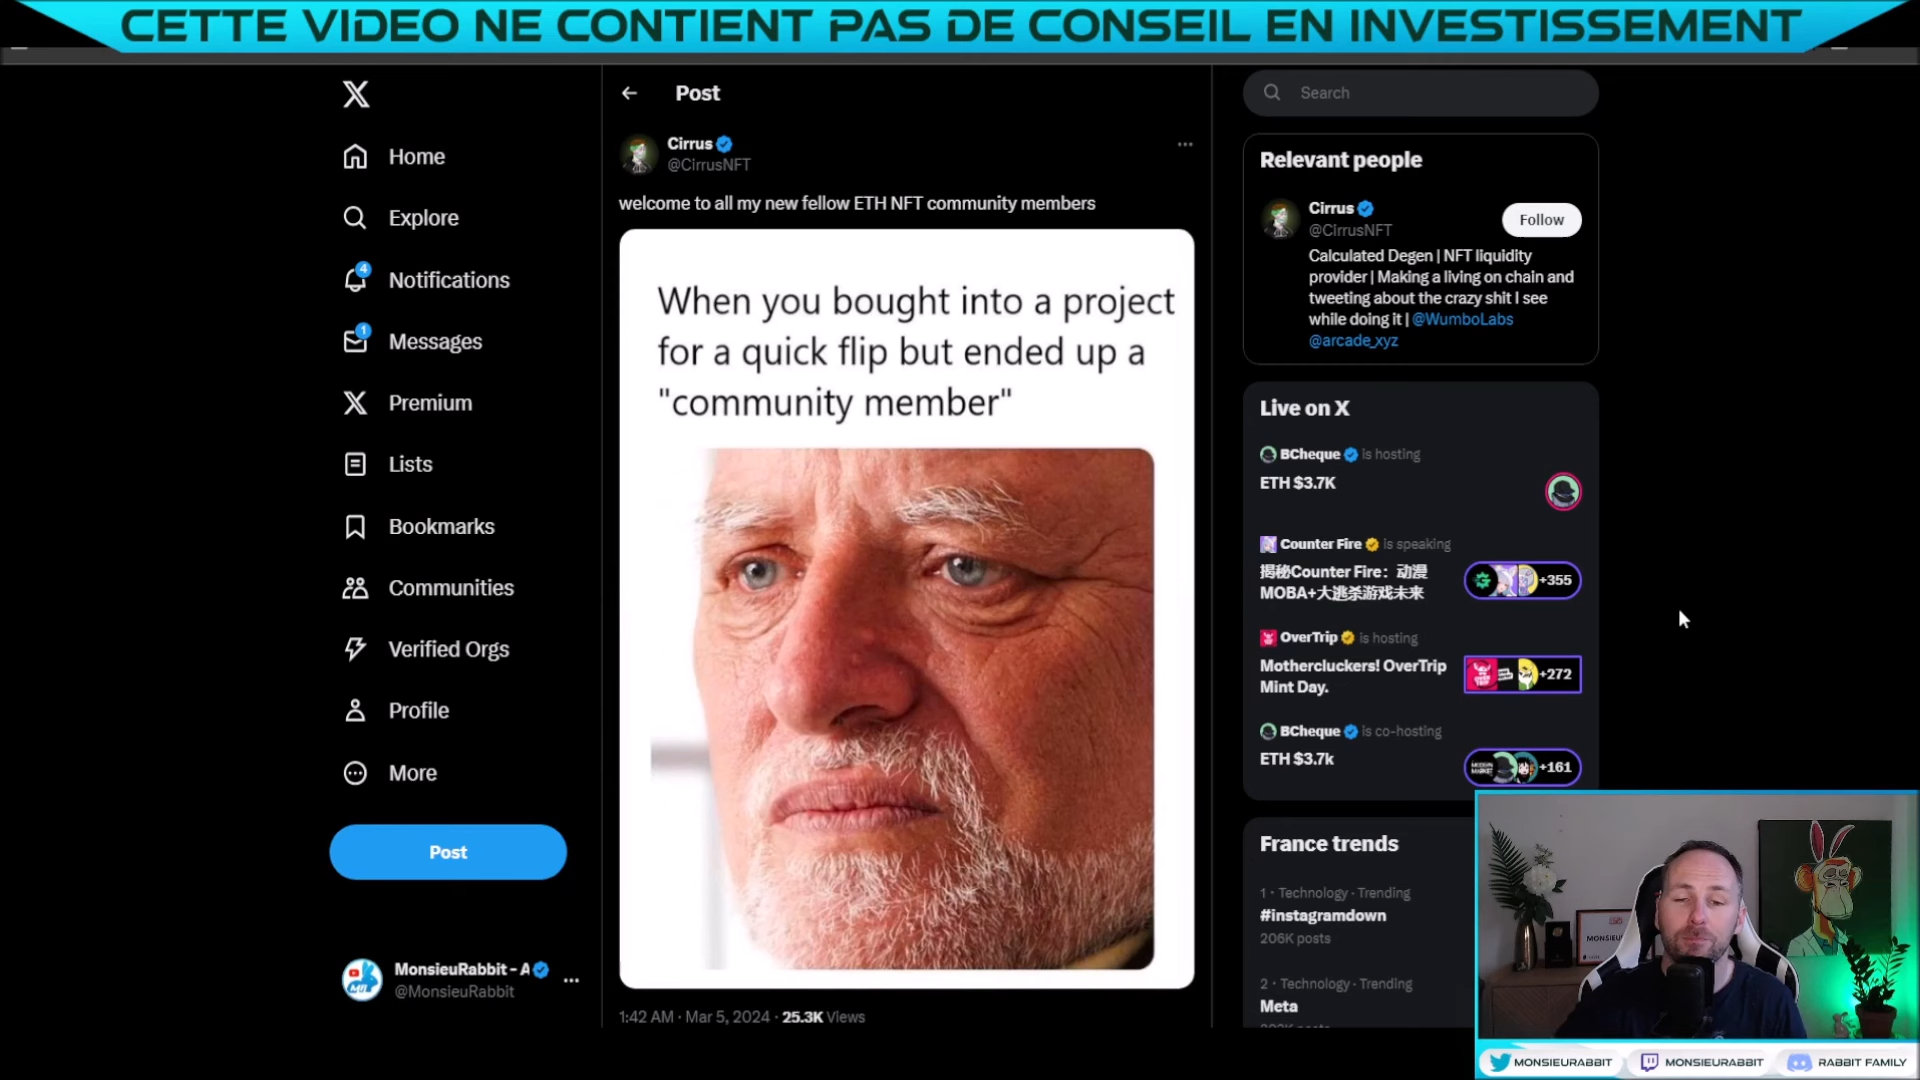 CETTE VIDEO NE CONTIENT PAS DE CONSEIL EN INVESTISSEMENT
Home
Explore
4
Notifications
1
Messages
Premium
Lists
Bookmarks
Communities
Verified Orgs
Profile
More
Post
MonsieuRabbit - A
@MonsieuRabbit
Post
Cirrus
@CirrusNFT
welcome to all my new fellow ETH NFT community members
When you bought into a project
for a quick flip but ended up a
"community member"
1:42 AM · Mar 5, 2024 · 25.3K Views
Search
Relevant people
Cirrus
@CirrusNFT
Follow
Calculated Degen | NFT liquidity
provider | Making a living on chain and
tweeting about the crazy shit I see
while doing it | @WumboLabs
@arcade_xyz
Live on X
BCheque is hosting
ETH $3.7K
Counter Fire is speaking
揭秘Counter Fire：动漫
MOBA+大逃杀游戏未来
+355
OverTrip is hosting
Mothercluckers! OverTrip
Mint Day.
+272
BCheque is co-hosting
ETH $3.7k
+161
France trends
1 · Technology · Trending
#instagramdown
206K posts
2 · Technology · Trending
Meta
MONSIEURABBIT
MONSIEURABBIT
RABBIT FAMILY